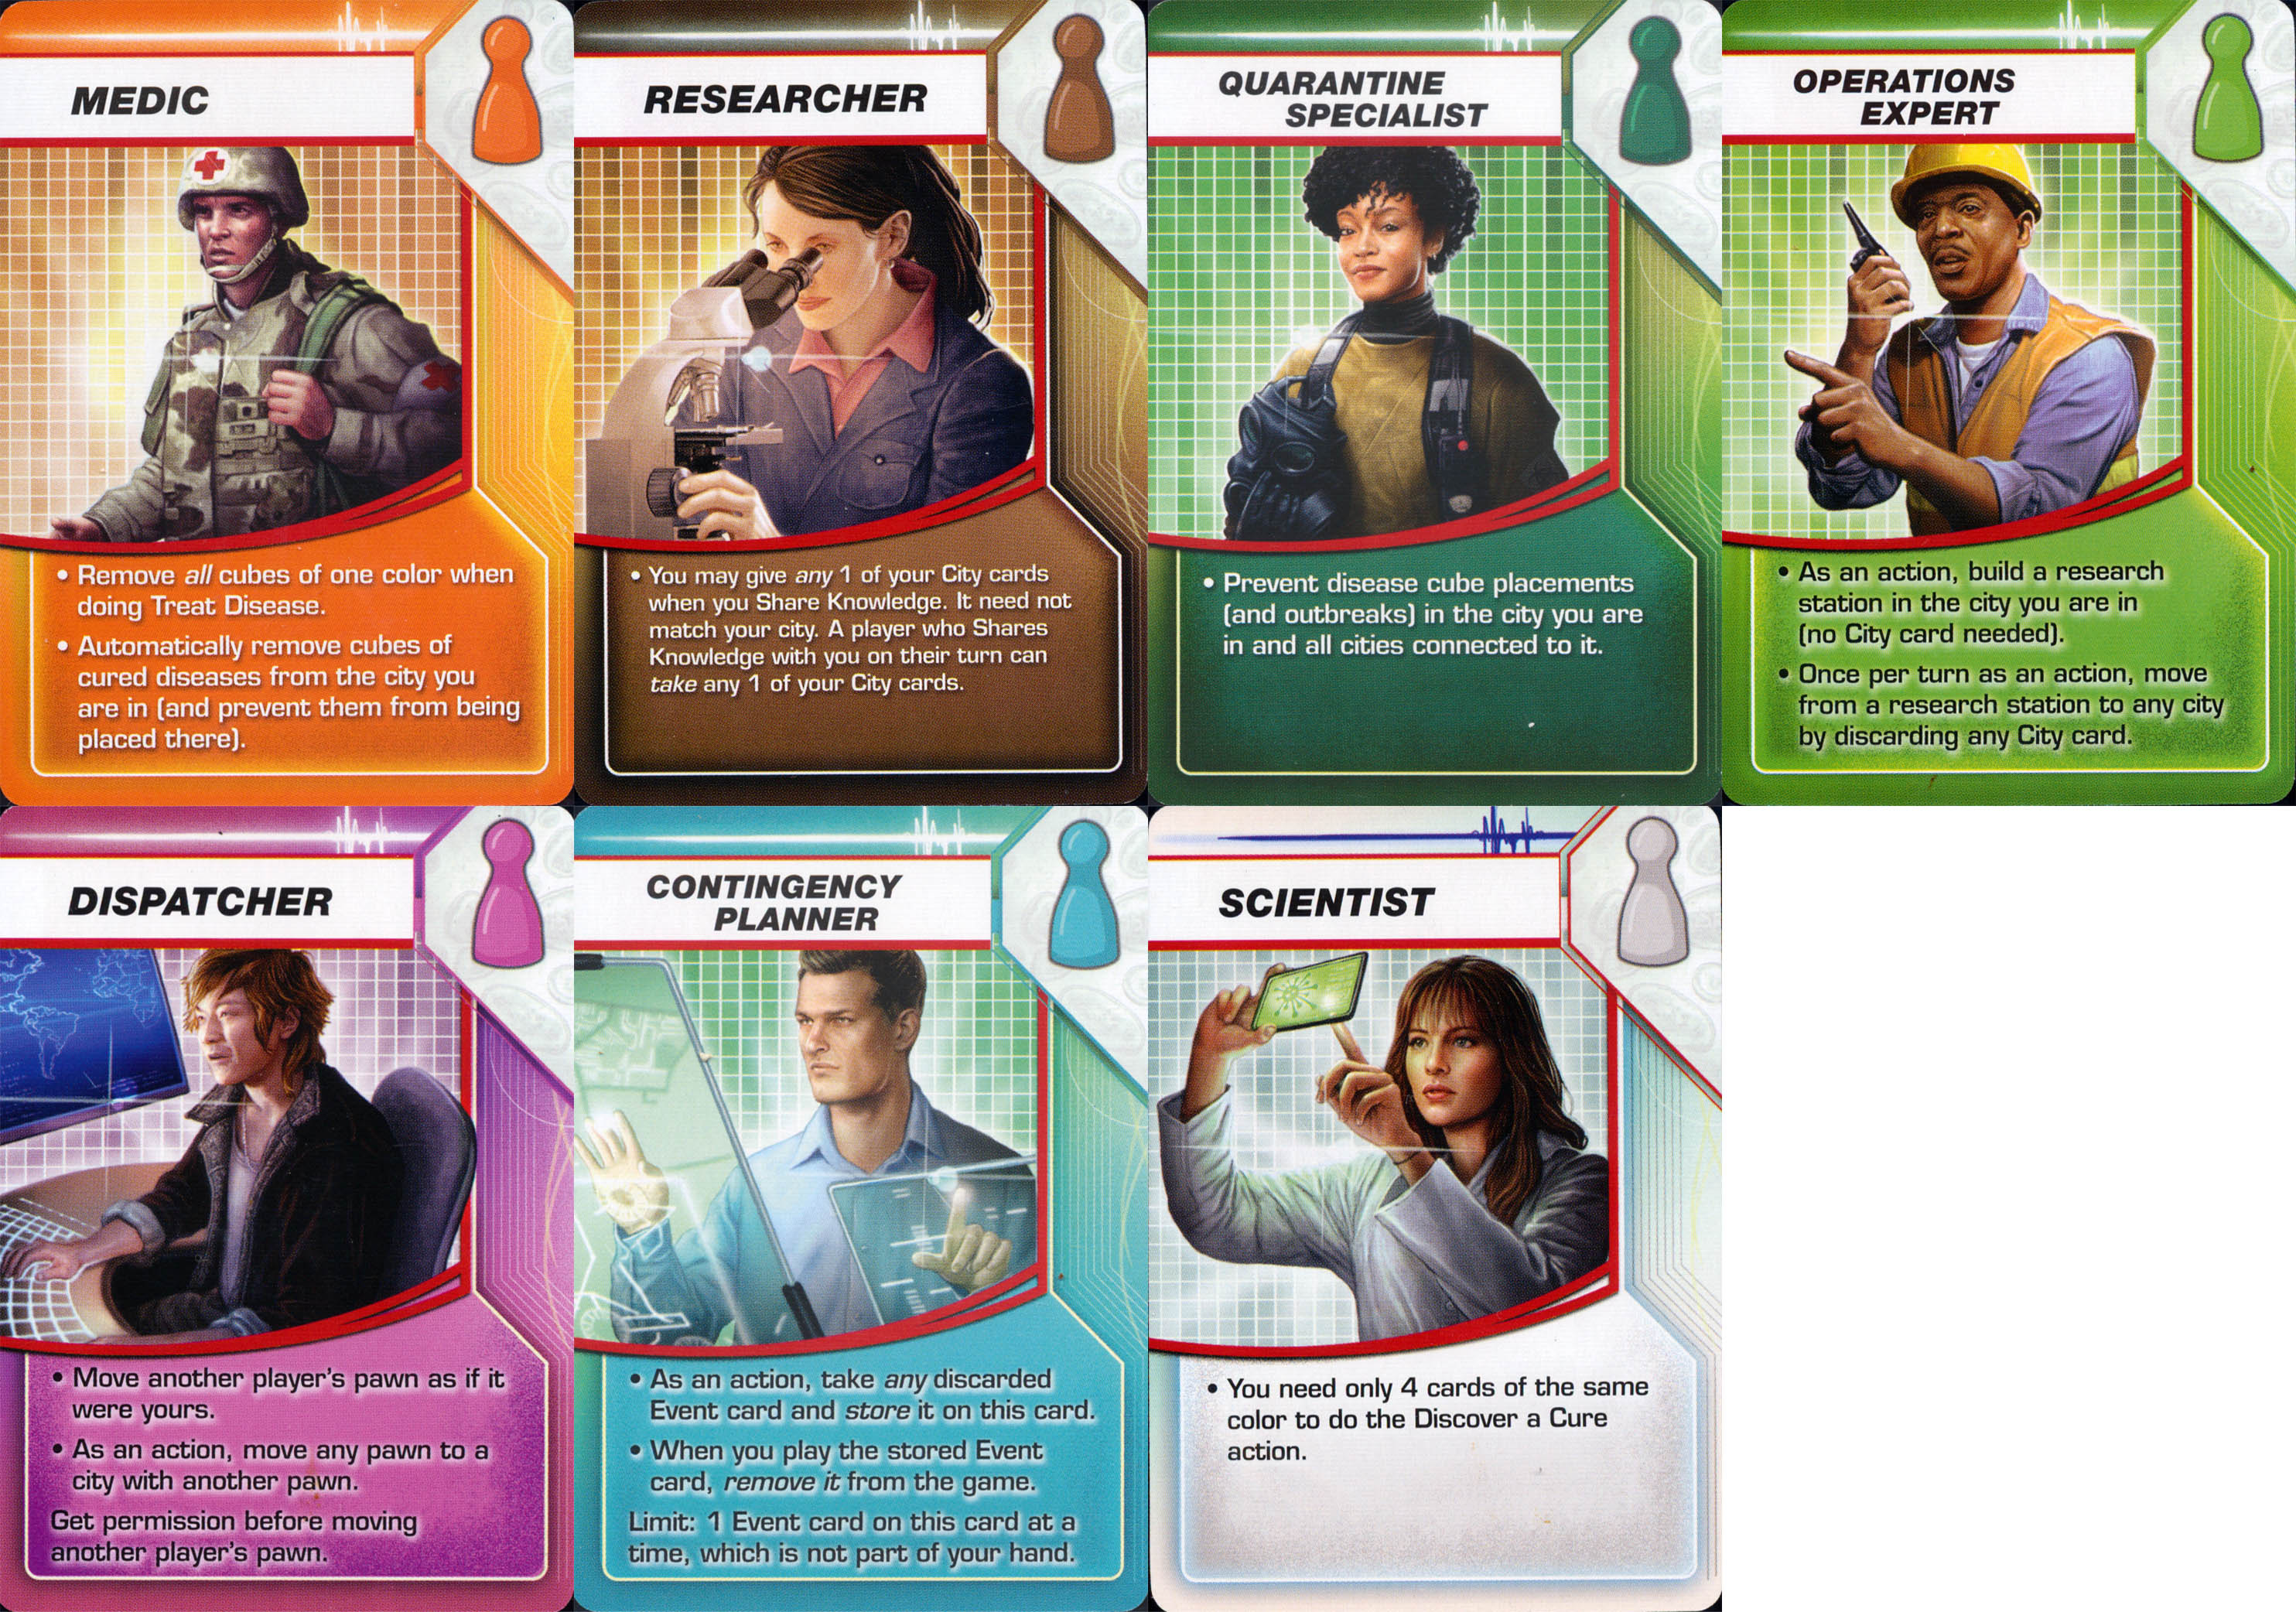 MEDIC
• Remove all cubes of one color when
doing Treat Disease.
• Automatically remove cubes of
cured diseases from the city you
are in (and prevent them from being
placed there).
RESEARCHER
• You may give any 1 of your City cards
when you Share Knowledge. It need not
match your city. A player who Shares
Knowledge with you on their turn can
take any 1 of your City cards.
QUARANTINE
SPECIALIST
• Prevent disease cube placements
(and outbreaks) in the city you are
in and all cities connected to it.
OPERATIONS
EXPERT
• As an action, build a research
station in the city you are in
(no City card needed).
• Once per turn as an action, move
from a research station to any city
by discarding any City card.
DISPATCHER
• Move another player's pawn as if it
were yours.
• As an action, move any pawn to a
city with another pawn.
Get permission before moving
another player's pawn.
CONTINGENCY
PLANNER
• As an action, take any discarded
Event card and store it on this card.
• When you play the stored Event
card, remove it from the game.
Limit: 1 Event card on this card at a
time, which is not part of your hand.
SCIENTIST
• You need only 4 cards of the same
color to do the Discover a Cure
action.